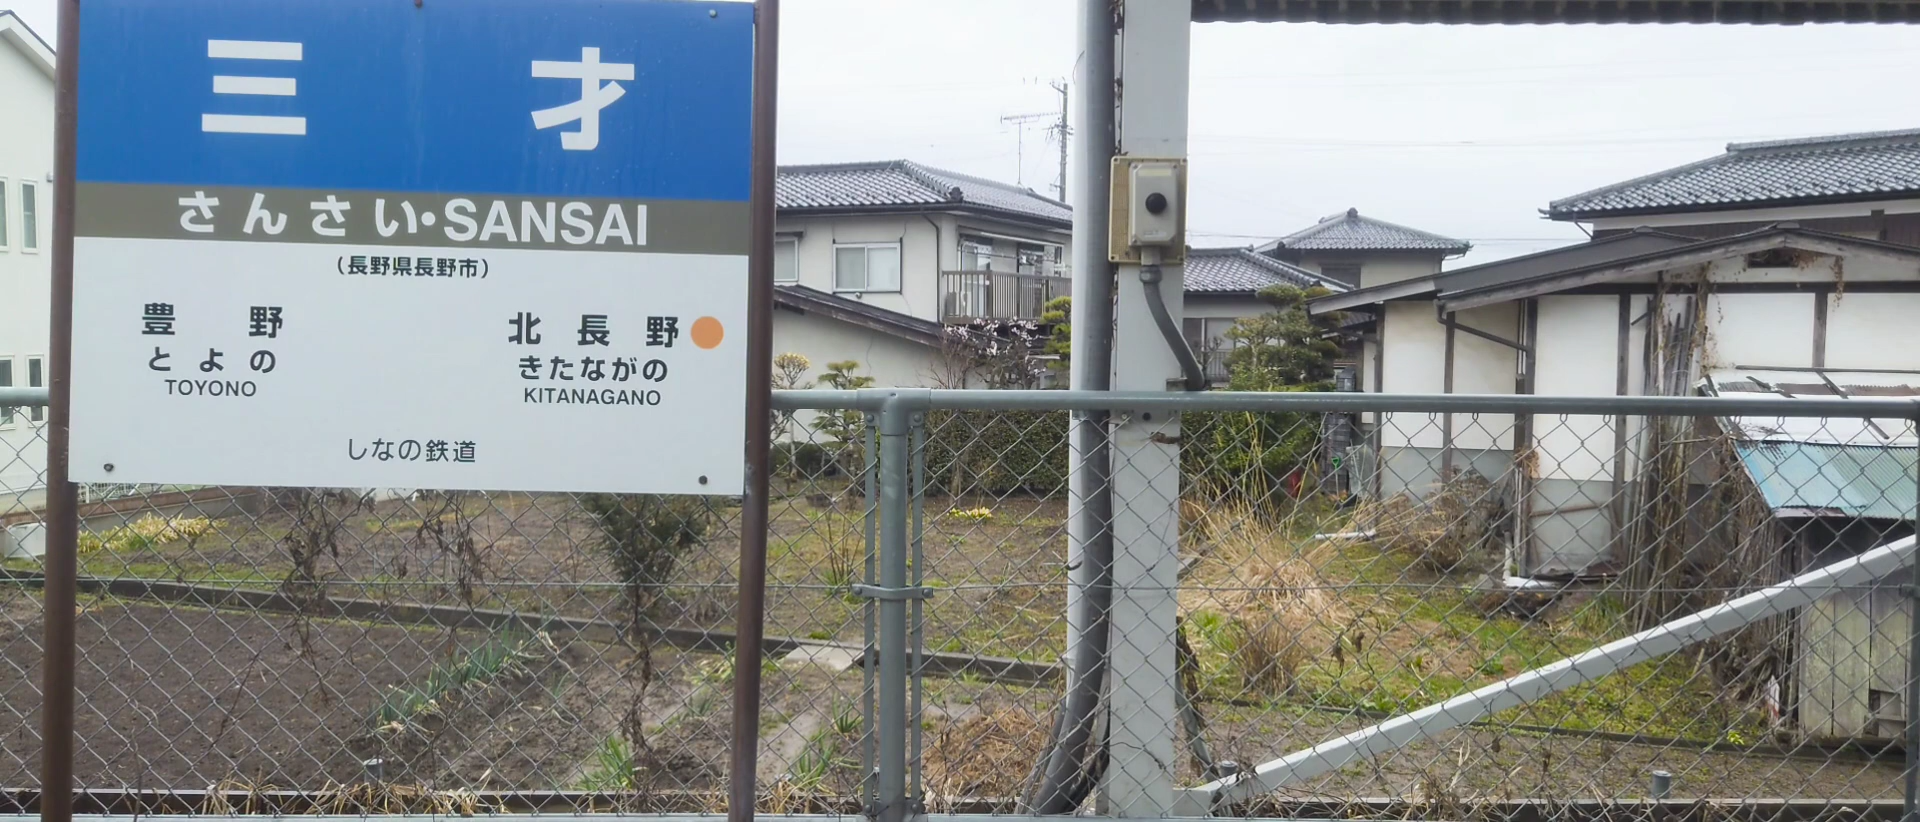 三才
さんさい・SANSAI
(長野県長野市)
豊野 北長野
とよの きたながの
TOYONO KITANAGANO
しなの鉄道